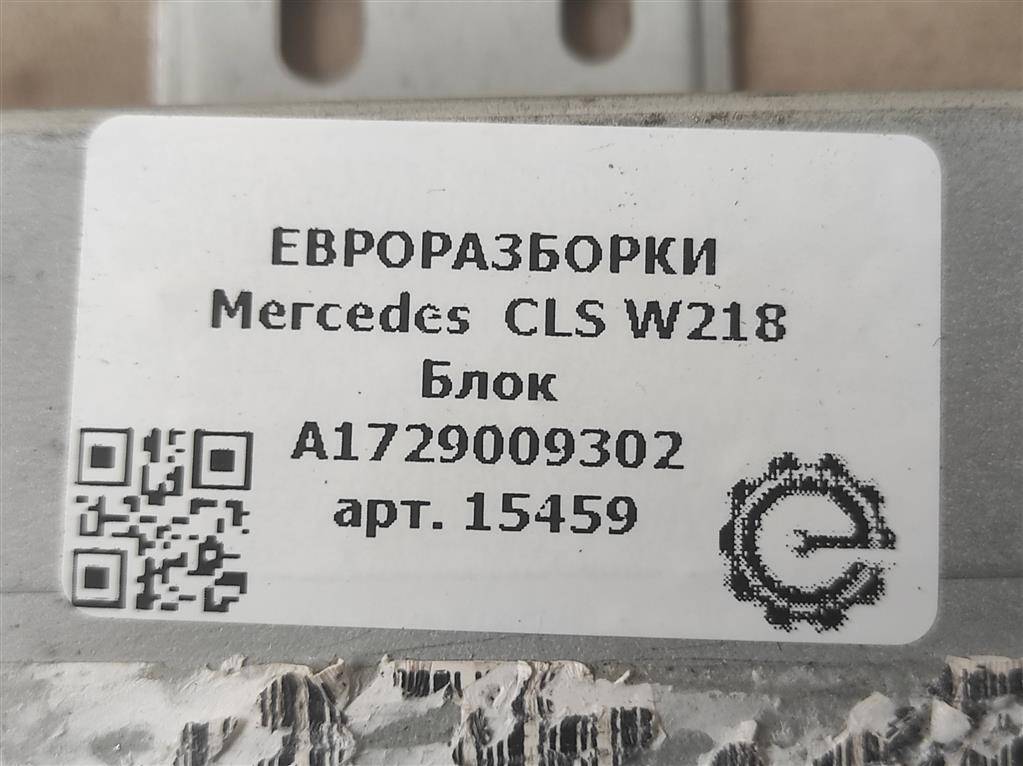 ЕВРОРАЗБОРКИ
Mercedes CLS W218
Блок
A1729009302
арт. 15459